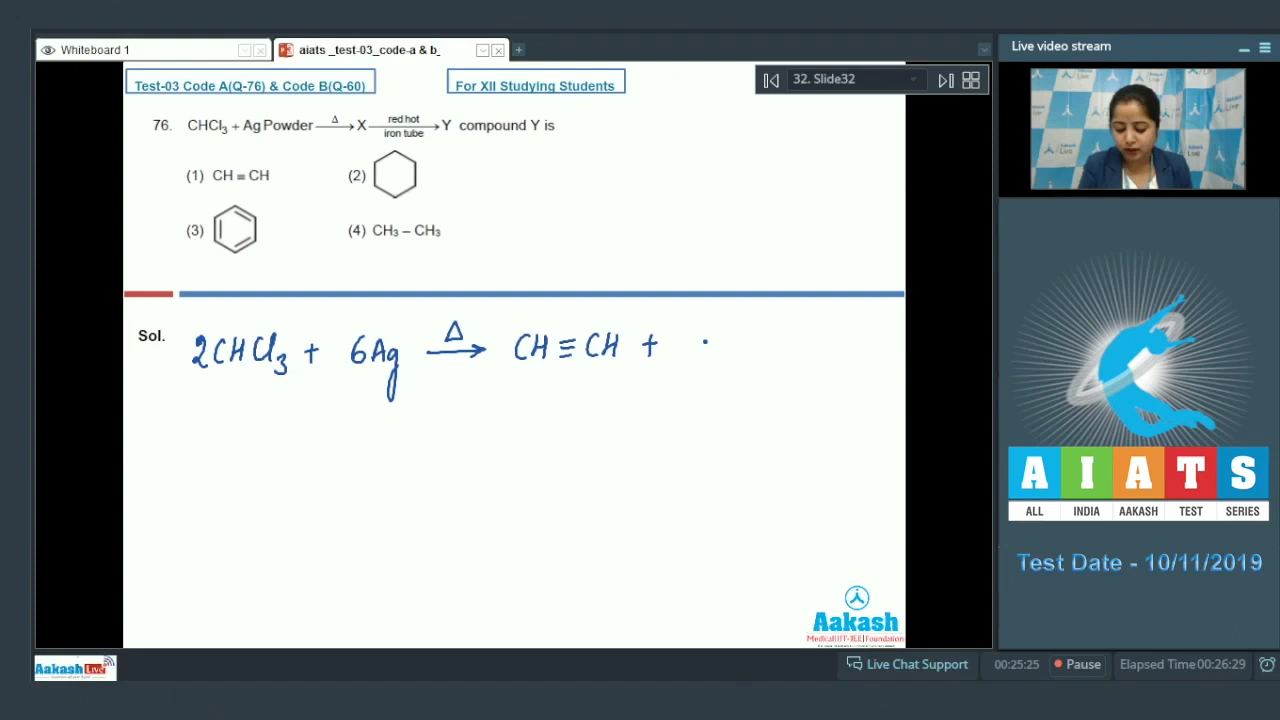 Whiteboard 1
aiats _test-03_code-a & b_
Live video stream
32. Slide32
Test-03 Code A(Q-76) & Code B(Q-60)
For XII Studying Students
76. CHCl₃ + Ag Powder —Δ→ X —red hot iron tube→ Y compound Y is
(1) CH ≡ CH (2)
(3) (4) CH₃ – CH₃
Sol. 2CHCl₃ + 6Ag —Δ→ CH ≡ CH +
Aakash
Medical|IIT-JEE|Foundations
AIATS
ALL INDIA AAKASH TEST SERIES
Test Date - 10/11/2019
Aakash Live
Live Chat Support 00:25:25 Pause Elapsed Time 00:26:29